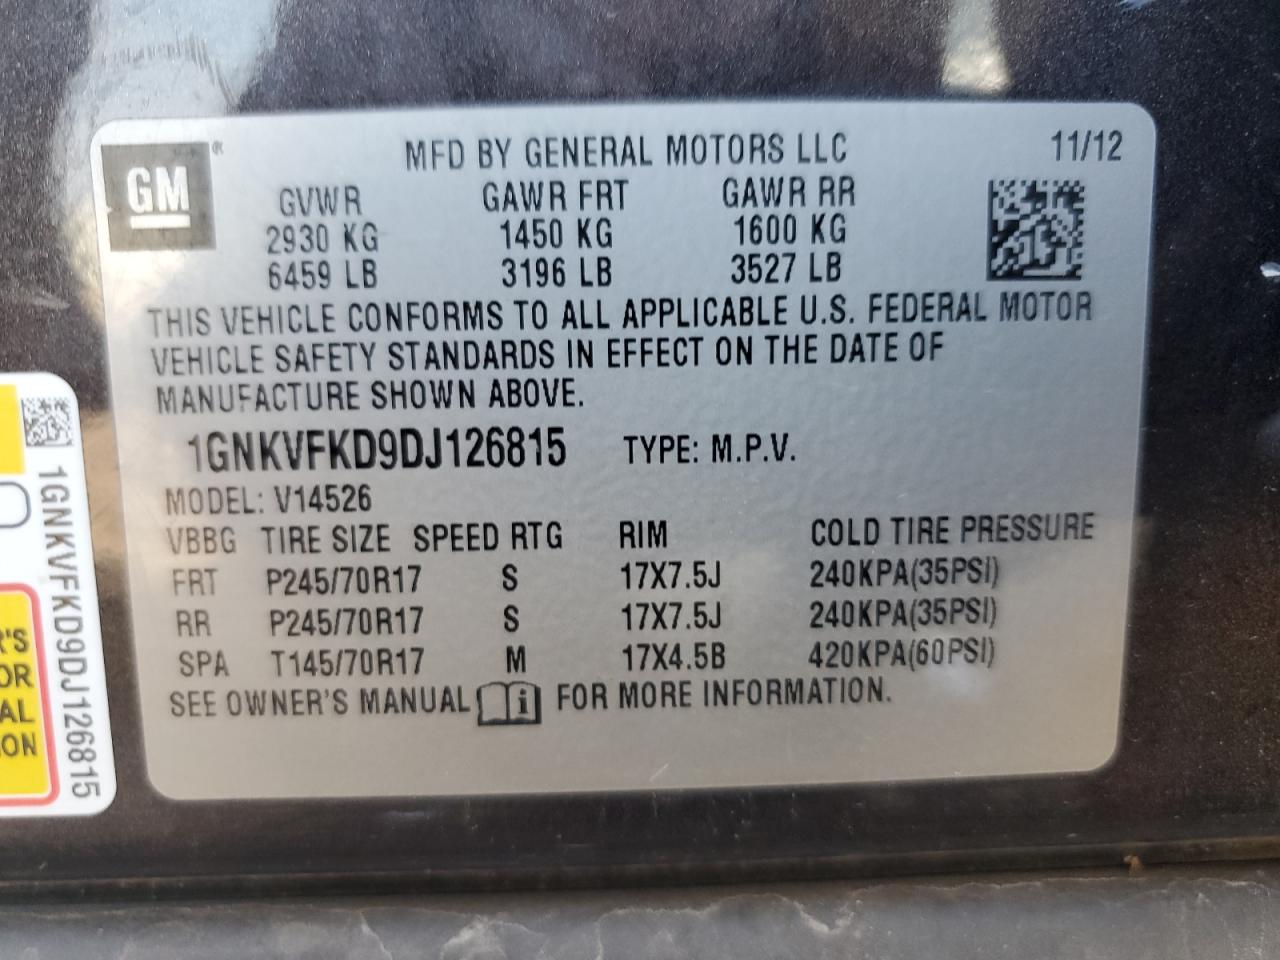 GM ®
MFD BY GENERAL MOTORS LLC 11/12
GVWR GAWR FRT GAWR RR
2930 KG 1450 KG 1600 KG
6459 LB 3196 LB 3527 LB
THIS VEHICLE CONFORMS TO ALL APPLICABLE U.S. FEDERAL MOTOR
VEHICLE SAFETY STANDARDS IN EFFECT ON THE DATE OF
MANUFACTURE SHOWN ABOVE.
1GNKVFKD9DJ126815 TYPE: M.P.V.
MODEL: V14526
VBBG TIRE SIZE SPEED RTG RIM COLD TIRE PRESSURE
FRT P245/70R17 S 17X7.5J 240KPA(35PSI)
RR P245/70R17 S 17X7.5J 240KPA(35PSI)
SPA T145/70R17 M 17X4.5B 420KPA(60PSI)
SEE OWNER'S MANUAL i FOR MORE INFORMATION.
1GNKVFKD9DJ126815
R'S
OR
AL
ON